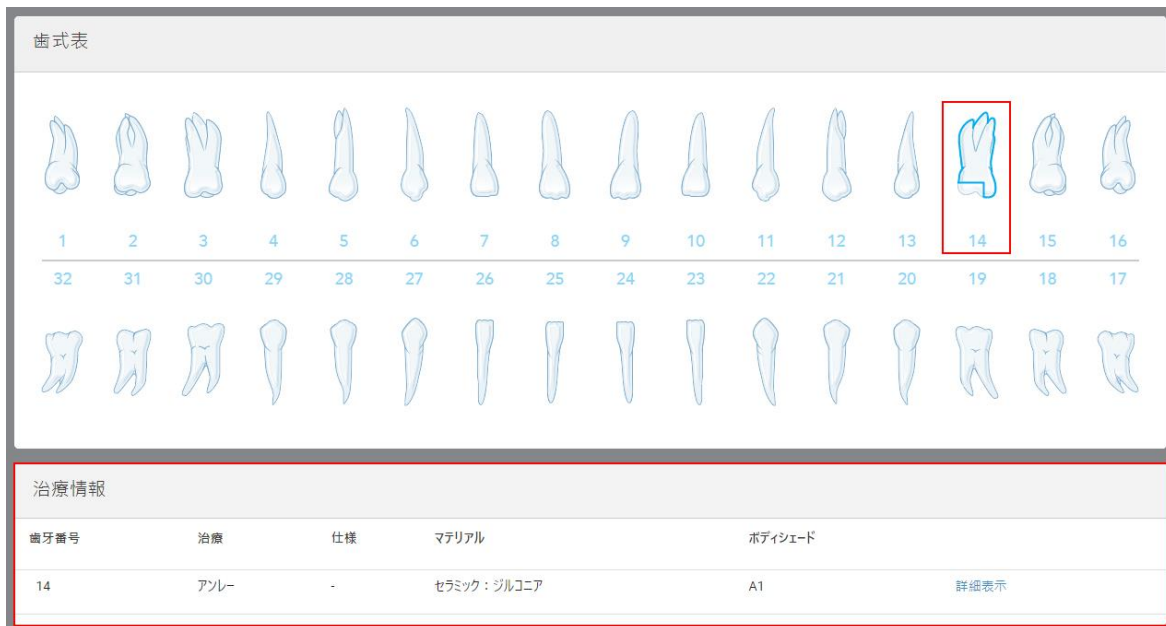 歯式表
1 2 3 4 5 6 7 8 9 10 11 12 13 14 15 16
32 31 30 29 28 27 26 25 24 23 22 21 20 19 18 17
治療情報
歯牙番号 治療 仕様 マテリアル ボディシェード
14 アンレー - セラミック：ジルコニア A1 詳細表示